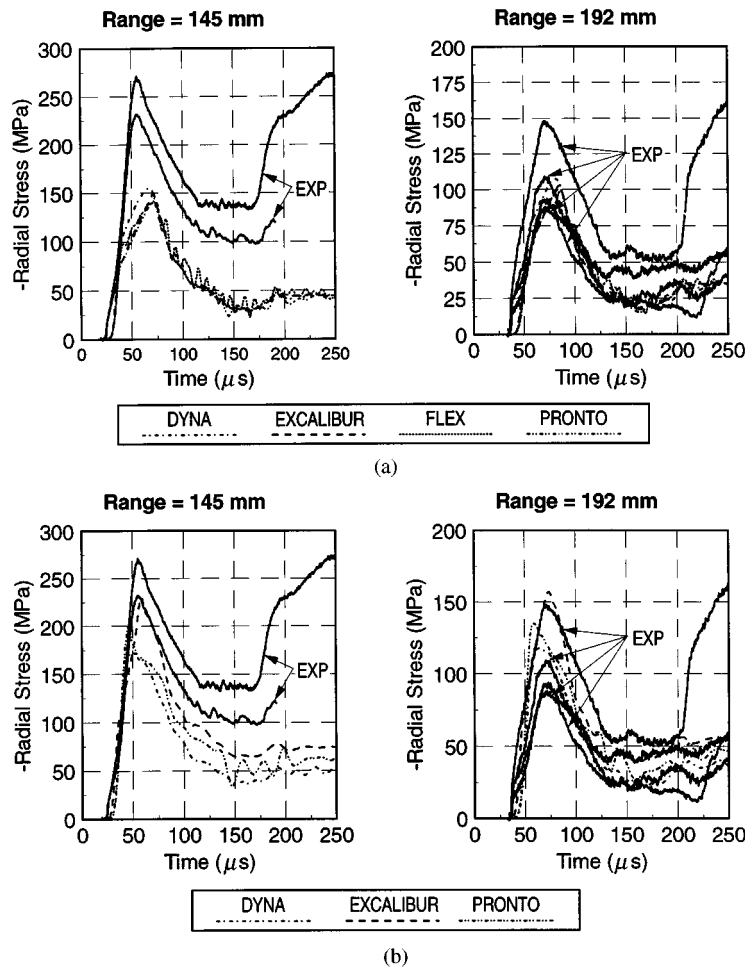 Range = 145 mm
300
250
200
150
100
50
0
-Radial Stress (MPa)
EXP
0 50 100 150 200 250
Time (μs)
Range = 192 mm
200
175
150
125
100
75
50
25
0
-Radial Stress (MPa)
EXP
0 50 100 150 200 250
Time (μs)
DYNA EXCALIBUR FLEX PRONTO
(a)
Range = 145 mm
300
250
200
150
100
50
0
-Radial Stress (MPa)
EXP
0 50 100 150 200 250
Time (μs)
Range = 192 mm
200
150
100
50
0
-Radial Stress (MPa)
EXP
0 50 100 150 200 250
Time (μs)
DYNA EXCALIBUR PRONTO
(b)